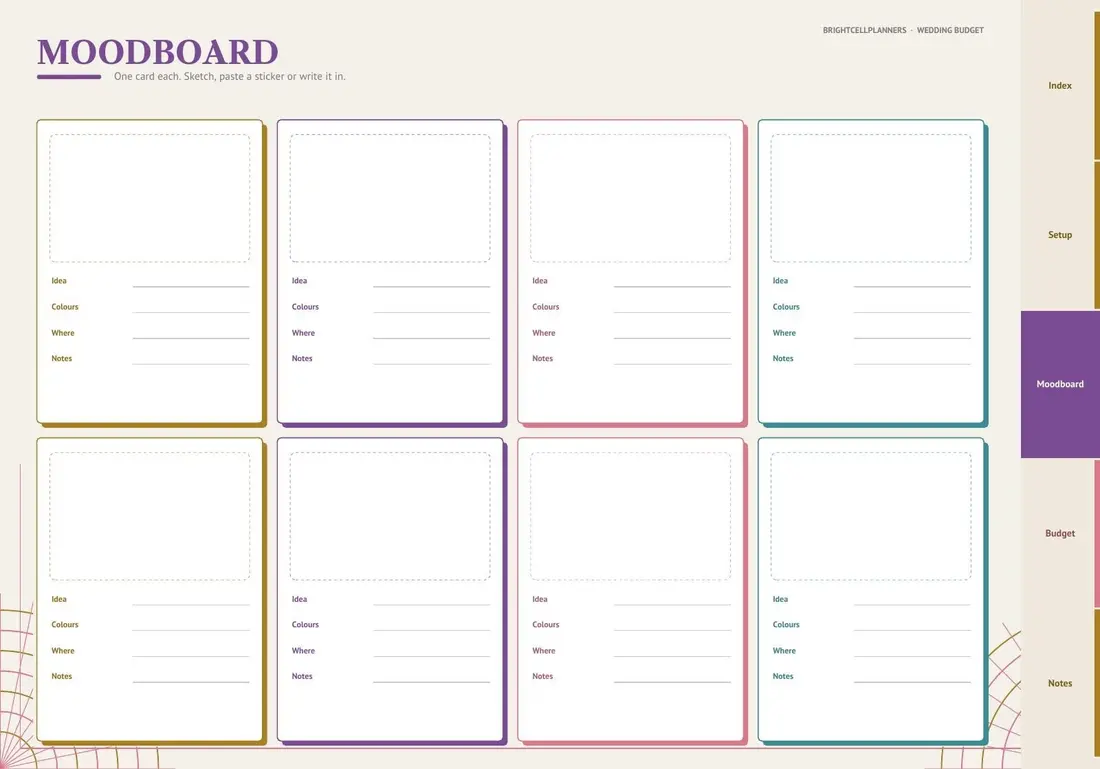 BRIGHTCELLPLANNERS · WEDDING BUDGET
MOODBOARD
One card each. Sketch, paste a sticker or write it in.
Idea
Colours
Where
Notes
Idea
Colours
Where
Notes
Idea
Colours
Where
Notes
Idea
Colours
Where
Notes
Idea
Colours
Where
Notes
Idea
Colours
Where
Notes
Idea
Colours
Where
Notes
Idea
Colours
Where
Notes
Index
Setup
Moodboard
Budget
Notes